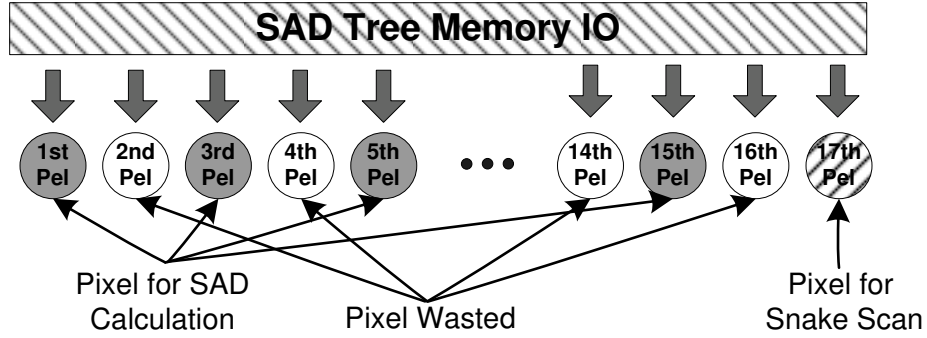 SAD Tree Memory IO
1st
Pel
2nd
Pel
3rd
Pel
4th
Pel
5th
Pel
14th
Pel
15th
Pel
16th
Pel
17th
Pel
Pixel for SAD
Calculation
Pixel Wasted
Pixel for
Snake Scan